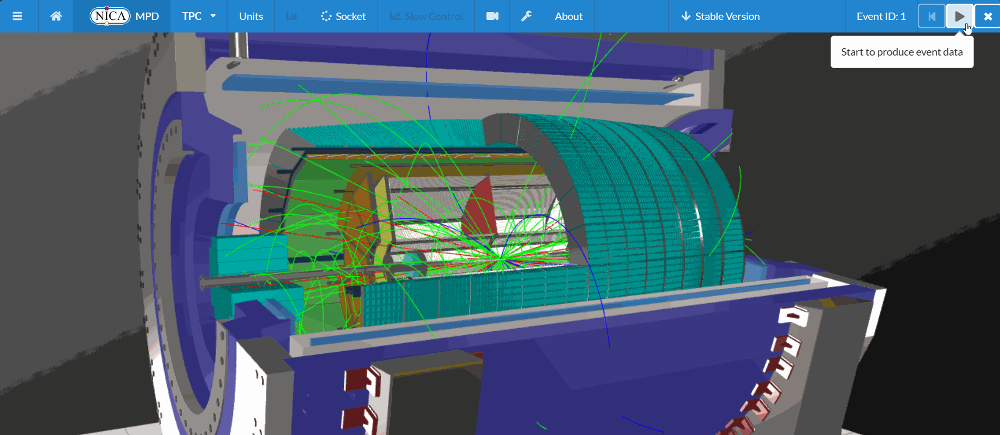 NICA MPD TPC Units Socket Slow Control About Stable Version Event ID: 1
Start to produce event data